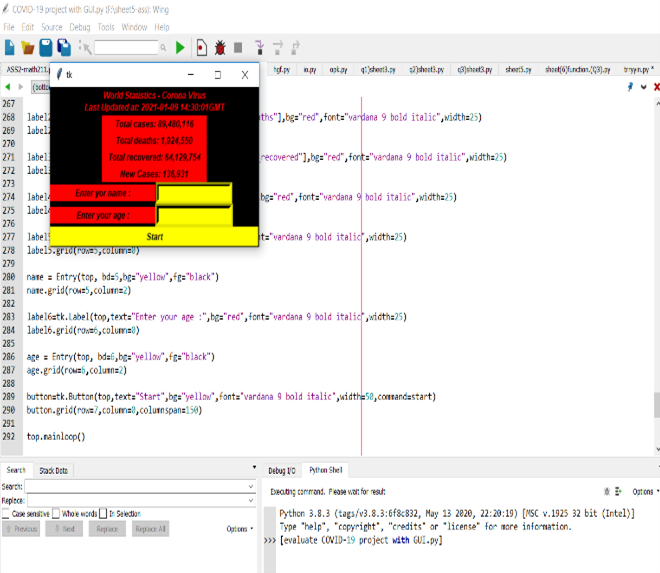 COVID-19 project with GUI.py (F:\sheet5-ass): Wing
File Edit Source Debug Tools Window Help
ASS2-math211. hgf.py io.py opk.py q1)sheet3.py q2)sheet3.py q3)sheet3.py sheet5.py sheet(6)function.(Q3).py trryyin.py *
tk
World Statistics - Corona Virus
Last Updated at: 2021-01-09 14:30:01GMT
Total cases: 89,480,116
Total deaths: 1,924,550
Total recovered: 64,129,754
New Cases: 136,931
Enter yor name :
Enter your age :
Start
267
268 label2 ths"],bg="red",font="vardana 9 bold italic",width=25)
269 label2
270
271 label3 recovered"],bg="red",font="vardana 9 bold italic",width=25)
272 label3
273
274 label4 bg="red",font="vardana 9 bold italic",width=25)
275 label4
276
277 label5 t="vardana 9 bold italic",width=25)
278 label5.grid(row=5,column=0)
279
280 name = Entry(top, bd=5,bg="yellow",fg="black")
281 name.grid(row=5,column=2)
282
283 label6=tk.Label(top,text="Enter your age :",bg="red",font="vardana 9 bold italic",width=25)
284 label6.grid(row=6,column=0)
285
286 age = Entry(top, bd=6,bg="yellow",fg="black")
287 age.grid(row=6,column=2)
288
289 button=tk.Button(top,text="Start",bg="yellow",font="vardana 9 bold italic",width=50,command=start)
290 button.grid(row=7,column=0,columnspan=150)
291
292 top.mainloop()
Search Stack Data
Search:
Replace:
Case sensitive Whole words In Selection
Previous Next Replace Replace All Options
Debug I/O Python Shell
Executing command. Please wait for result Options
Python 3.8.3 (tags/v3.8.3:6f8c832, May 13 2020, 22:20:19) [MSC v.1925 32 bit (Intel)]
Type "help", "copyright", "credits" or "license" for more information.
>>> [evaluate COVID-19 project with GUI.py]